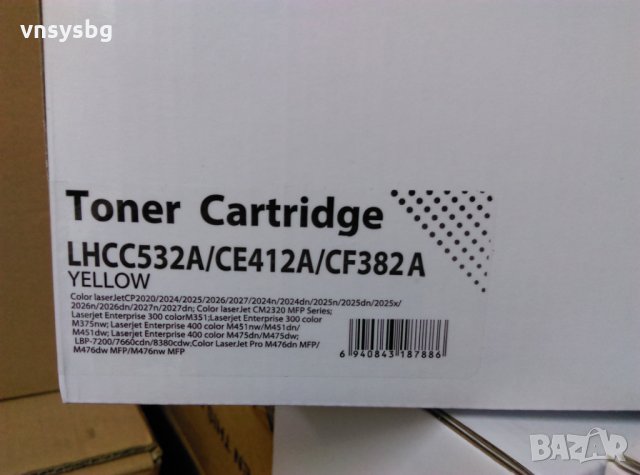 vnsysbg
Toner Cartridge
LHCC532A/CE412A/CF382A
YELLOW
Color laserJetCP2020/2024/2025/2026/2027/2024n/2024dn/2025n/2025dn/2025x/
2026n/2026dn/2027n/2027dn; Color laserJet CM2320 MFP Series;
Laserjet Enterprise 300 colorM351;Laserjet Enterprise 300 color
M375nw; Laserjet Enterprise 400 color M451nw/M451dn/
M451dw; Laserjet Enterprise 400 color M475dn/M475dw;
LBP-7200/7660cdn/8380cdw;Color LaserJet Pro M476dn MFP/
M476dw MFP/M476nw MFP
6 940843 187886
BAZAR